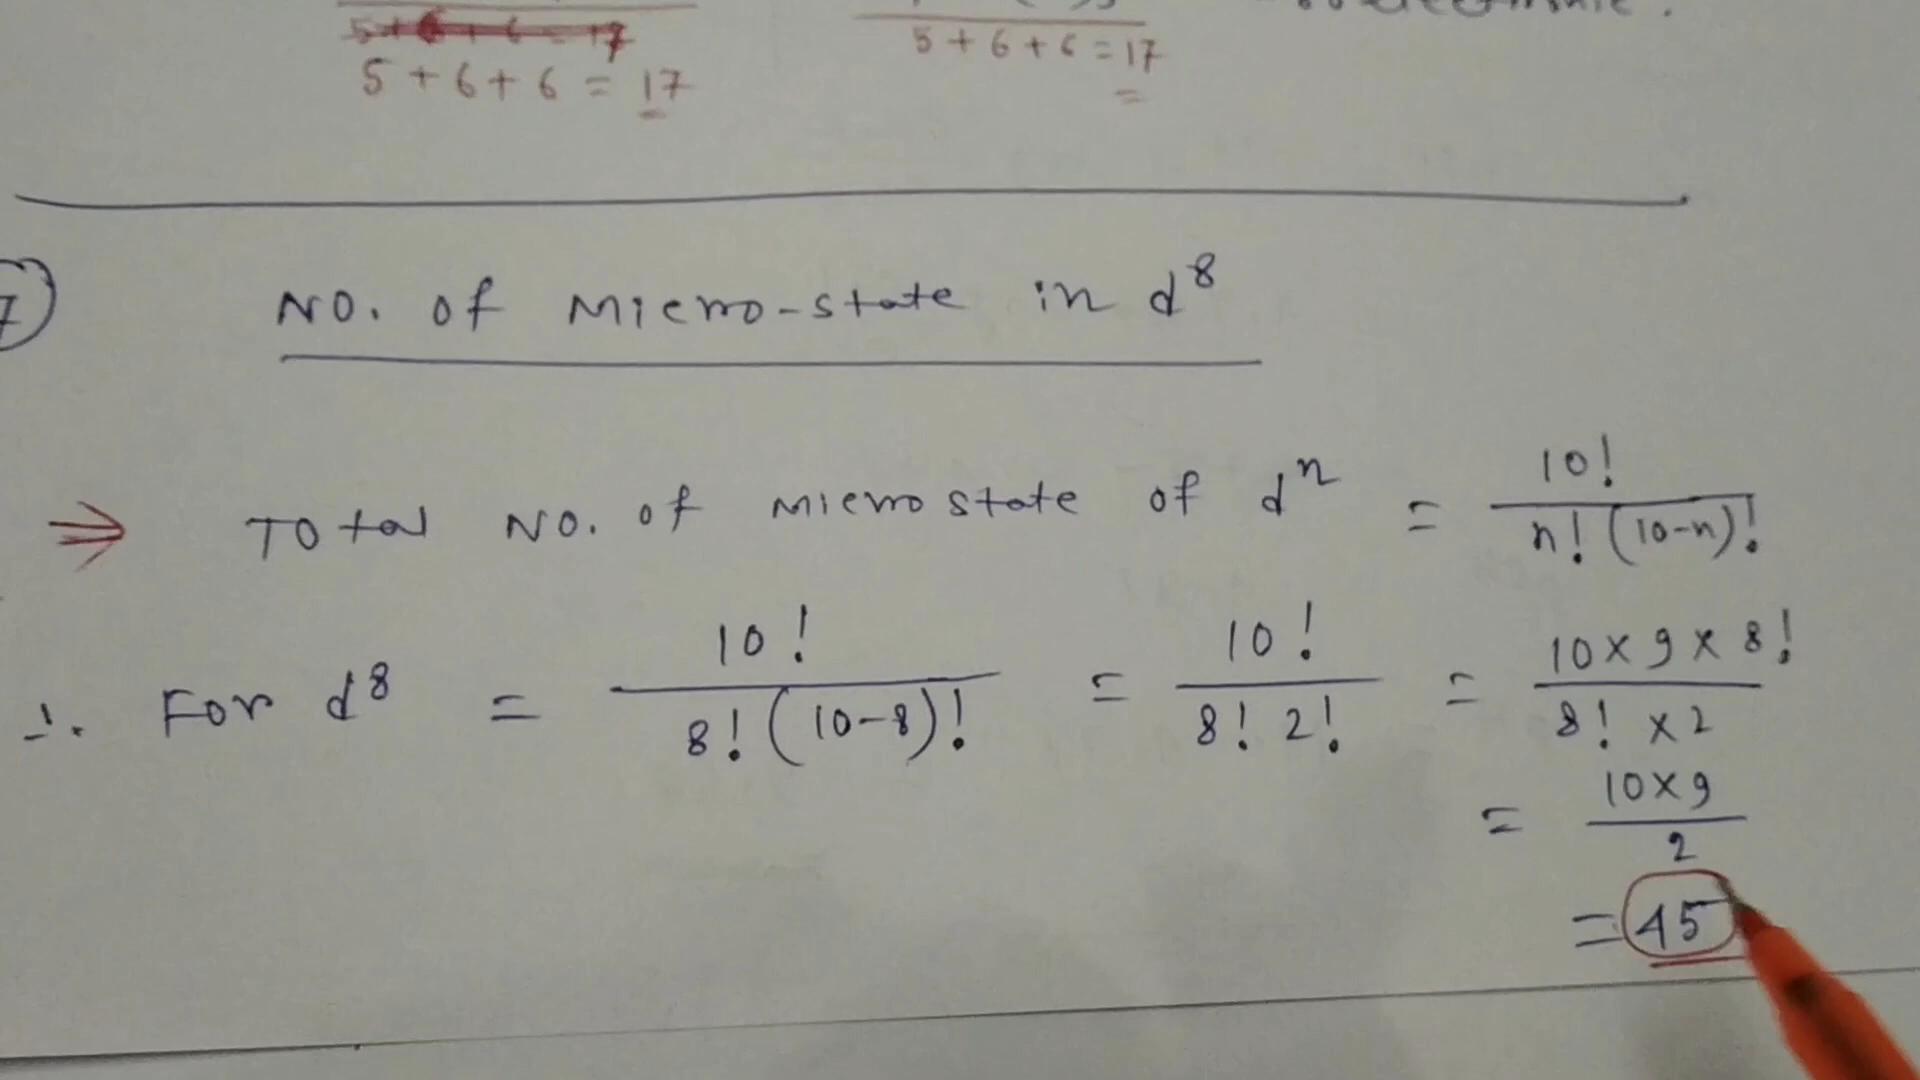 5+6+6=17
5+6+6=17
5+6+6=17
7) NO. of Micro-state in d⁸
⇒ TOtal NO. of microstate of dⁿ = 10! / n!(10-n)!
∴ For d⁸ = 10! / 8!(10-8)! = 10! / 8! 2! = 10×9×8! / 8! ×2
= 10×9 / 2
= 45